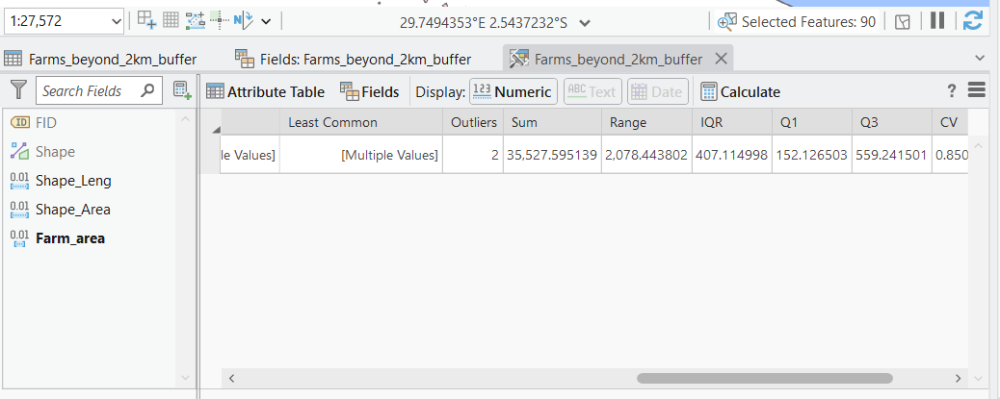 1:27,572
29.7494353°E 2.5437232°S
Selected Features: 90
Farms_beyond_2km_buffer
Fields: Farms_beyond_2km_buffer
Farms_beyond_2km_buffer
Search Fields
Attribute Table
Fields
Display:
123 Numeric
ABC Text
Date
Calculate
?
ID FID
Shape
0.01 Shape_Leng
0.01 Shape_Area
0.01 Farm_area
Least Common Outliers Sum Range IQR Q1 Q3 CV
le Values] [Multiple Values] 2 35,527.595139 2,078.443802 407.114998 152.126503 559.241501 0.850